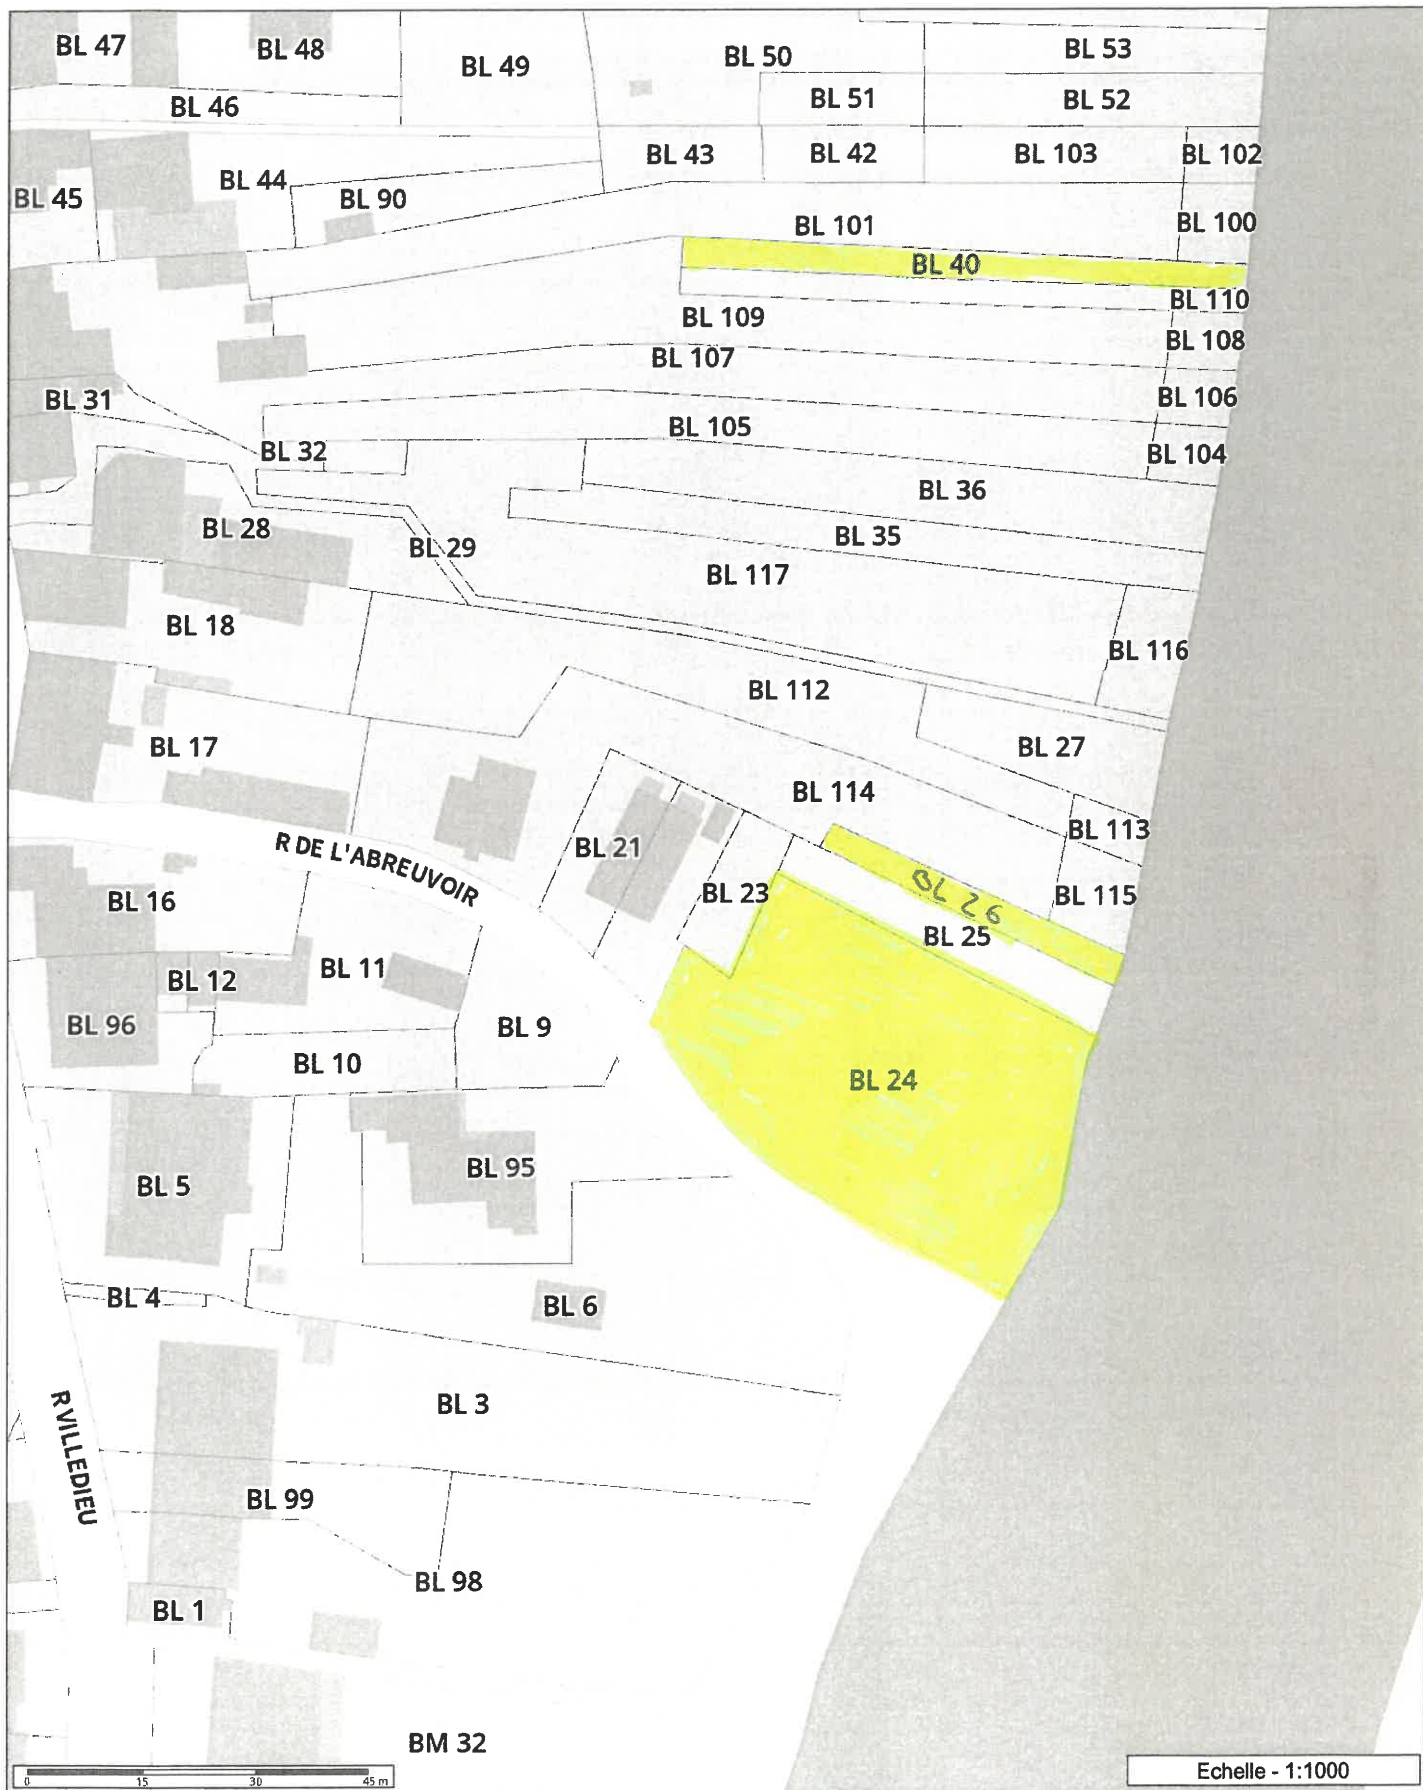 BL 47
BL 48
BL 49
BL 50
BL 53
BL 46
BL 51
BL 52
BL 45
BL 44
BL 90
BL 43
BL 42
BL 103
BL 102
BL 101
BL 100
BL 40
BL 110
BL 109
BL 108
BL 107
BL 31
BL 106
BL 105
BL 32
BL 104
BL 36
BL 28
BL 29
BL 35
BL 117
BL 18
BL 116
BL 112
BL 17
BL 27
BL 114
BL 113
R DE L'ABREUVOIR
BL 21
BL 16
BL 23
BL 26
BL 115
BL 25
BL 12
BL 11
BL 96
BL 9
BL 10
BL 24
BL 5
BL 95
BL 4
BL 6
BL 3
R VILLEDIEU
BL 99
BL 98
BL 1
BM 32
0 15 30 45 m
Echelle - 1:1000